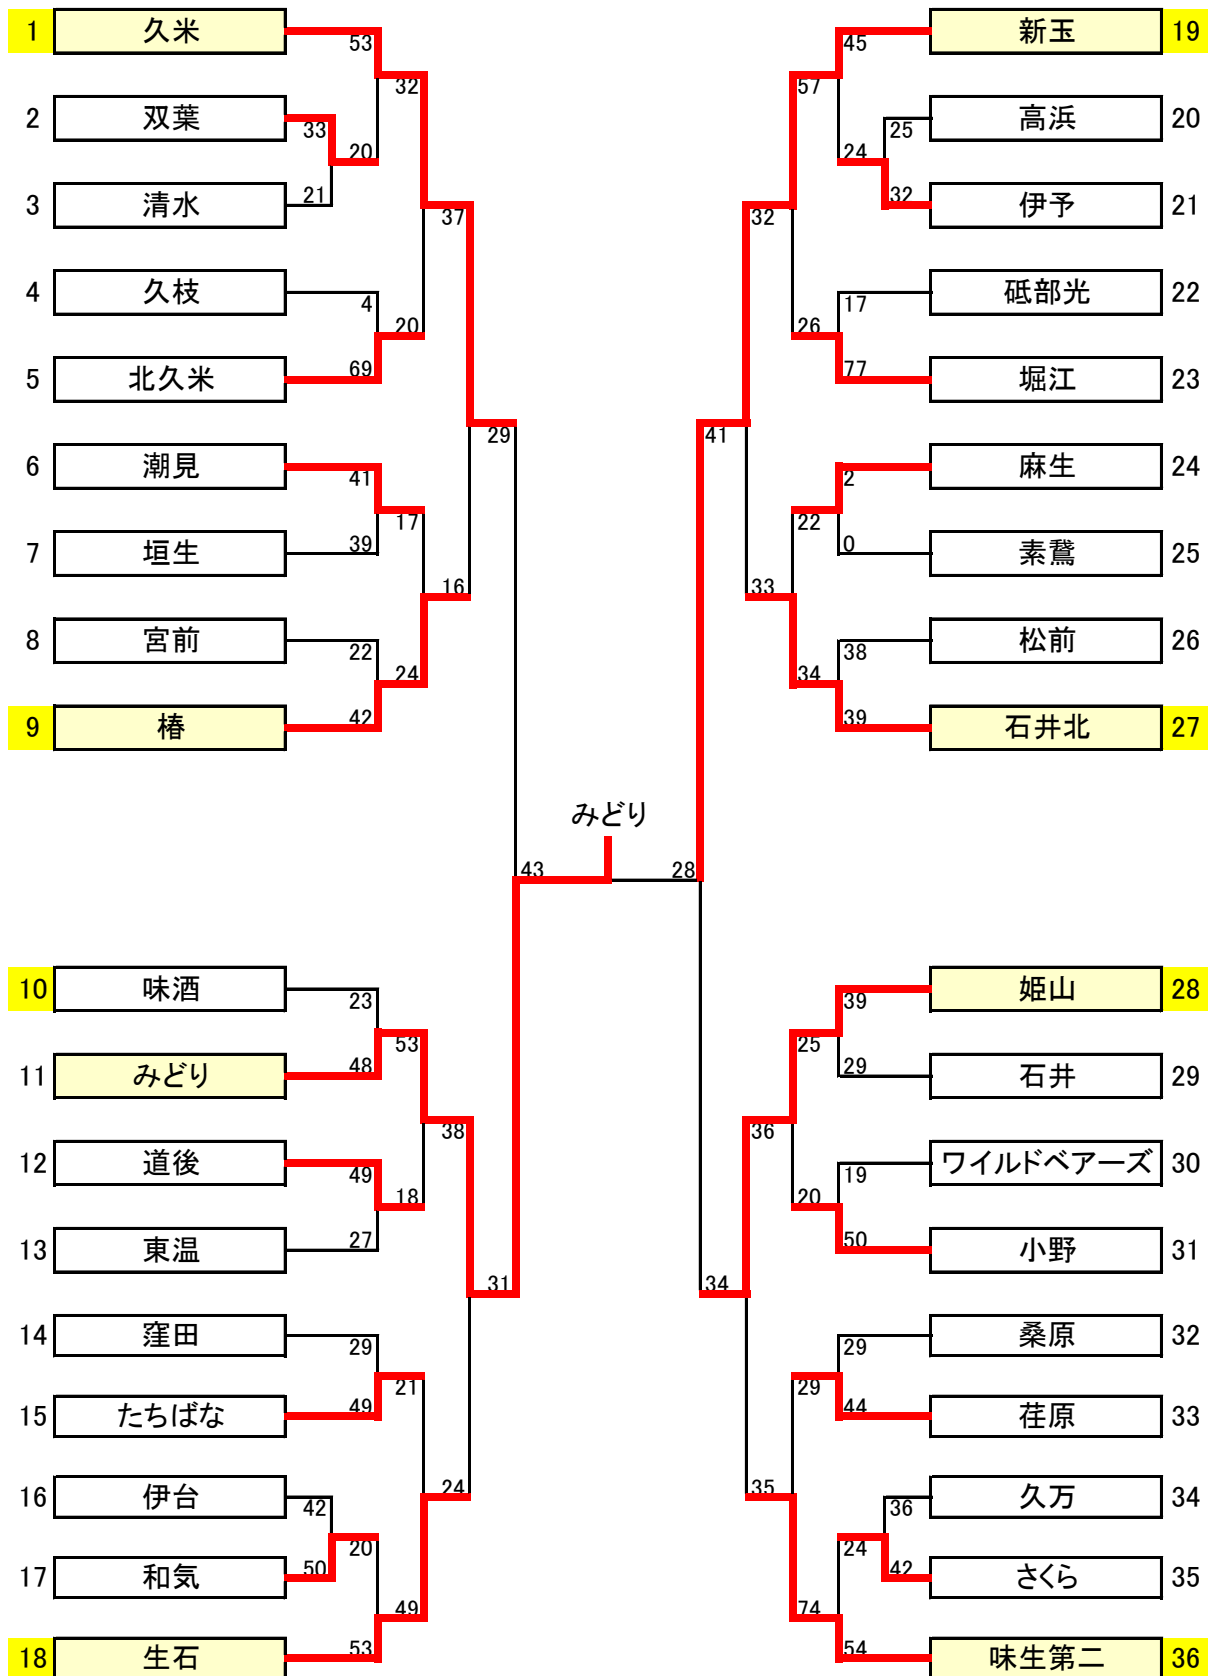 1 久米 53
32
2 双葉 33
20
3 清水 21
37
4 久枝 4
20
5 北久米 69
29
6 潮見 41
17
7 垣生 39
16
8 宮前 22
24
9 椿 42
45 新玉 19
57
25 高浜 20
24
32 伊予 21
32
17 砥部光 22
26
77 堀江 23
41
2 麻生 24
22
0 素鵞 25
33
38 松前 26
34
39 石井北 27
みどり
43 28
10 味酒 23
53
11 みどり 48
38
12 道後 49
18
13 東温 27
31
14 窪田 29
21
15 たちばな 49
24
16 伊台 42
20
17 和気 50
49
18 生石 53
39 姫山 28
25
29 石井 29
36
19 ワイルドベアーズ 30
20
50 小野 31
34
29 桑原 32
29
44 荏原 33
35
36 久万 34
24
42 さくら 35
74
54 味生第二 36